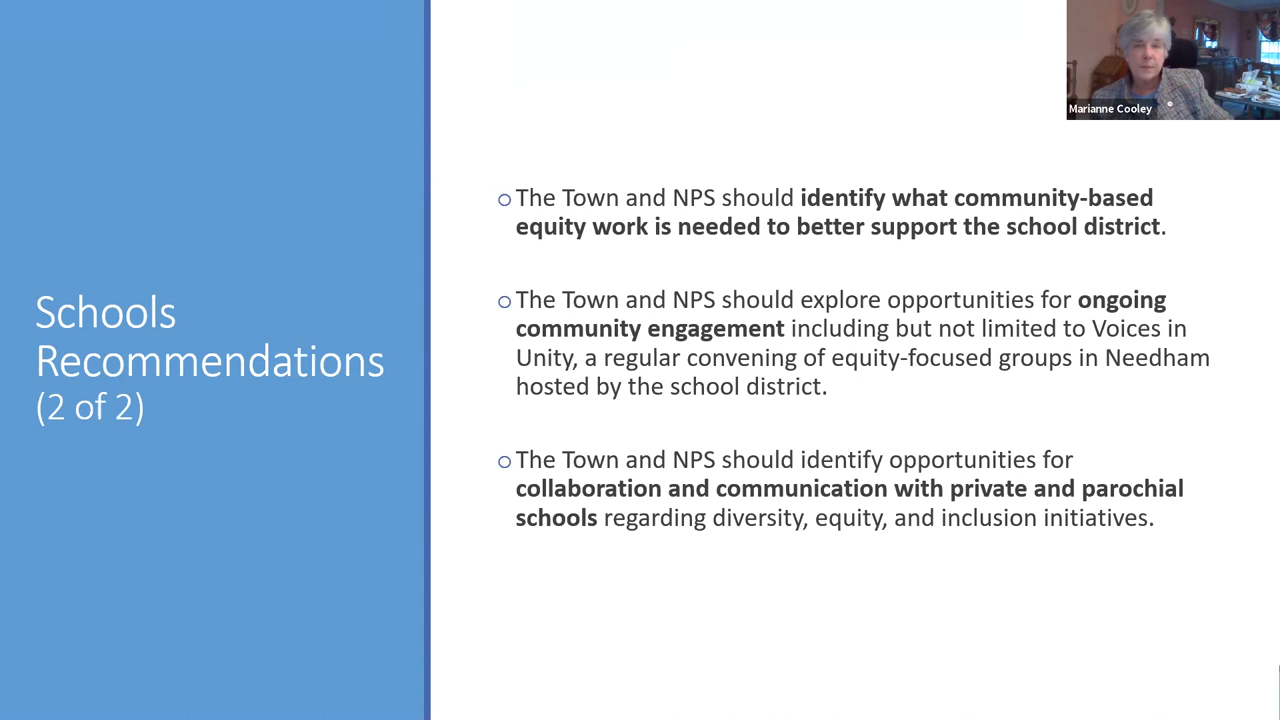 Marianne Cooley
Schools
Recommendations
(2 of 2)
The Town and NPS should identify what community-based
equity work is needed to better support the school district.
The Town and NPS should explore opportunities for ongoing
community engagement including but not limited to Voices in
Unity, a regular convening of equity-focused groups in Needham
hosted by the school district.
The Town and NPS should identify opportunities for
collaboration and communication with private and parochial
schools regarding diversity, equity, and inclusion initiatives.